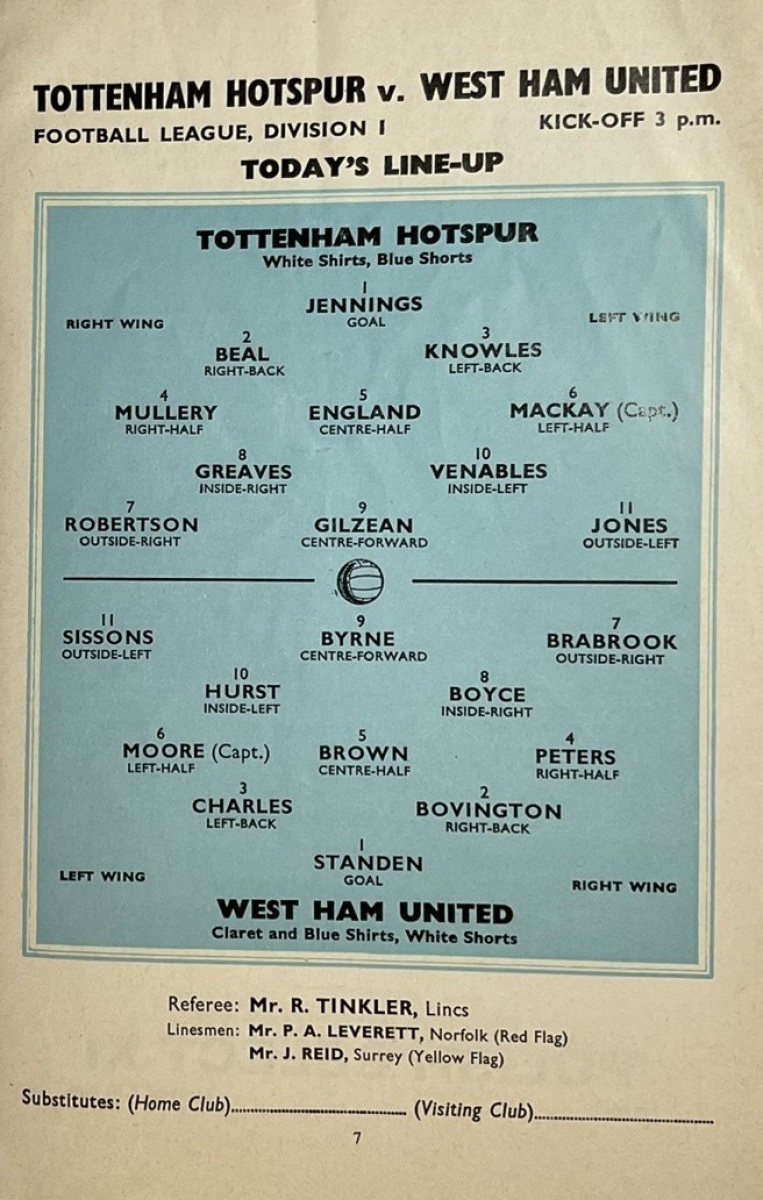 TOTTENHAM HOTSPUR v. WEST HAM UNITED
FOOTBALL LEAGUE, DIVISION I KICK-OFF 3 p.m.
TODAY'S LINE-UP
TOTTENHAM HOTSPUR
White Shirts, Blue Shorts
1
JENNINGS
GOAL
RIGHT WING LEFT WING
2 3
BEAL KNOWLES
RIGHT-BACK LEFT-BACK
4 5 6
MULLERY ENGLAND MACKAY (Capt.)
RIGHT-HALF CENTRE-HALF LEFT-HALF
8 10
GREAVES VENABLES
INSIDE-RIGHT INSIDE-LEFT
7 9 11
ROBERTSON GILZEAN JONES
OUTSIDE-RIGHT CENTRE-FORWARD OUTSIDE-LEFT
11 9 7
SISSONS BYRNE BRABROOK
OUTSIDE-LEFT CENTRE-FORWARD OUTSIDE-RIGHT
10 8
HURST BOYCE
INSIDE-LEFT INSIDE-RIGHT
6 5 4
MOORE (Capt.) BROWN PETERS
LEFT-HALF CENTRE-HALF RIGHT-HALF
3 2
CHARLES BOVINGTON
LEFT-BACK RIGHT-BACK
1
STANDEN
GOAL
LEFT WING RIGHT WING
WEST HAM UNITED
Claret and Blue Shirts, White Shorts
Referee: Mr. R. TINKLER, Lincs
Linesmen: Mr. P. A. LEVERETT, Norfolk (Red Flag)
Mr. J. REID, Surrey (Yellow Flag)
Substitutes: (Home Club)........................ (Visiting Club)........................
7